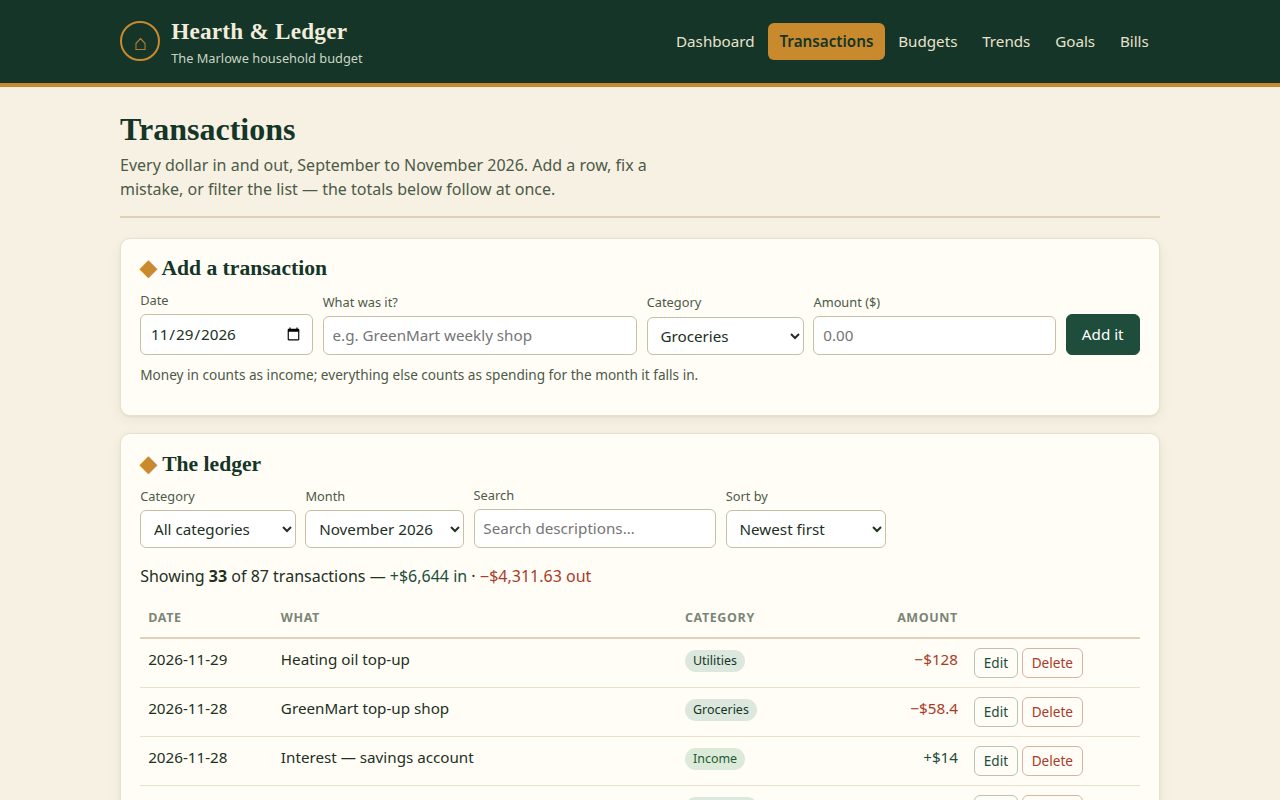 Hearth & Ledger
The Marlowe household budget
Dashboard Transactions Budgets Trends Goals Bills
Transactions
Every dollar in and out, September to November 2026. Add a row, fix a
mistake, or filter the list — the totals below follow at once.
Add a transaction
Date What was it? Category Amount ($)
11/29/2026 e.g. GreenMart weekly shop Groceries 0.00 Add it
Money in counts as income; everything else counts as spending for the month it falls in.
The ledger
Category Month Search Sort by
All categories November 2026 Search descriptions... Newest first
Showing 33 of 87 transactions — +$6,644 in · −$4,311.63 out
DATE WHAT CATEGORY AMOUNT
2026-11-29 Heating oil top-up Utilities −$128 Edit Delete
2026-11-28 GreenMart top-up shop Groceries −$58.4 Edit Delete
2026-11-28 Interest — savings account Income +$14 Edit Delete